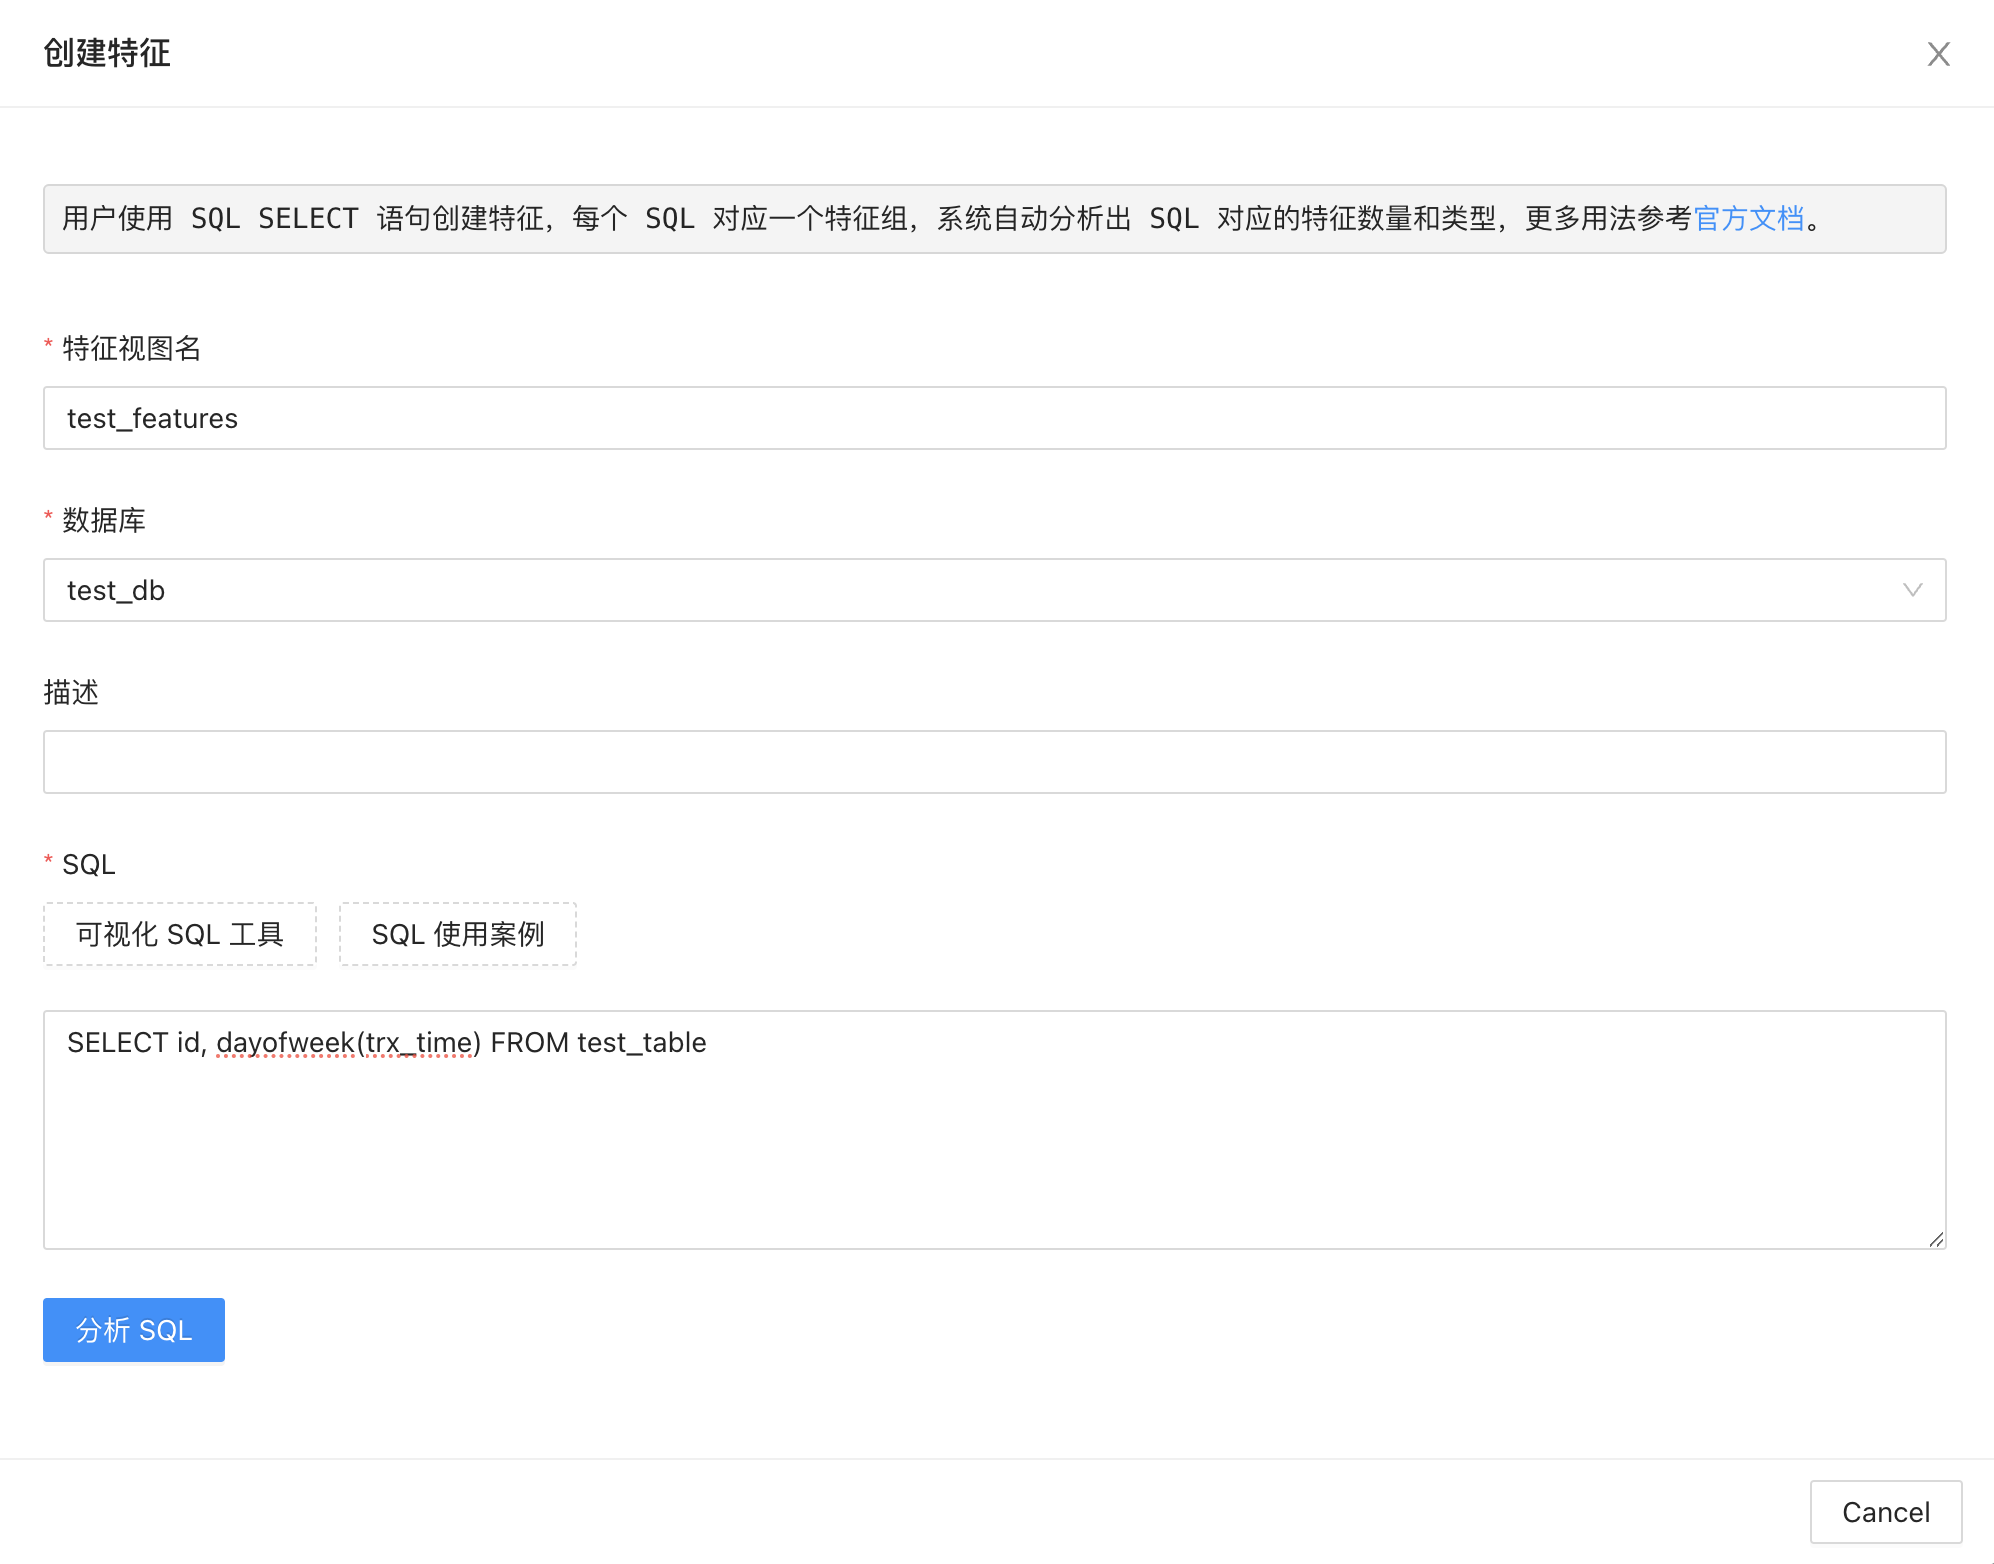 创建特征
用户使用 SQL SELECT 语句创建特征，每个 SQL 对应一个特征组，系统自动分析出 SQL 对应的特征数量和类型，更多用法参考官方文档。
* 特征视图名
test_features
* 数据库
test_db
描述
* SQL
可视化 SQL 工具
SQL 使用案例
SELECT id, dayofweek(trx_time) FROM test_table
分析 SQL
Cancel